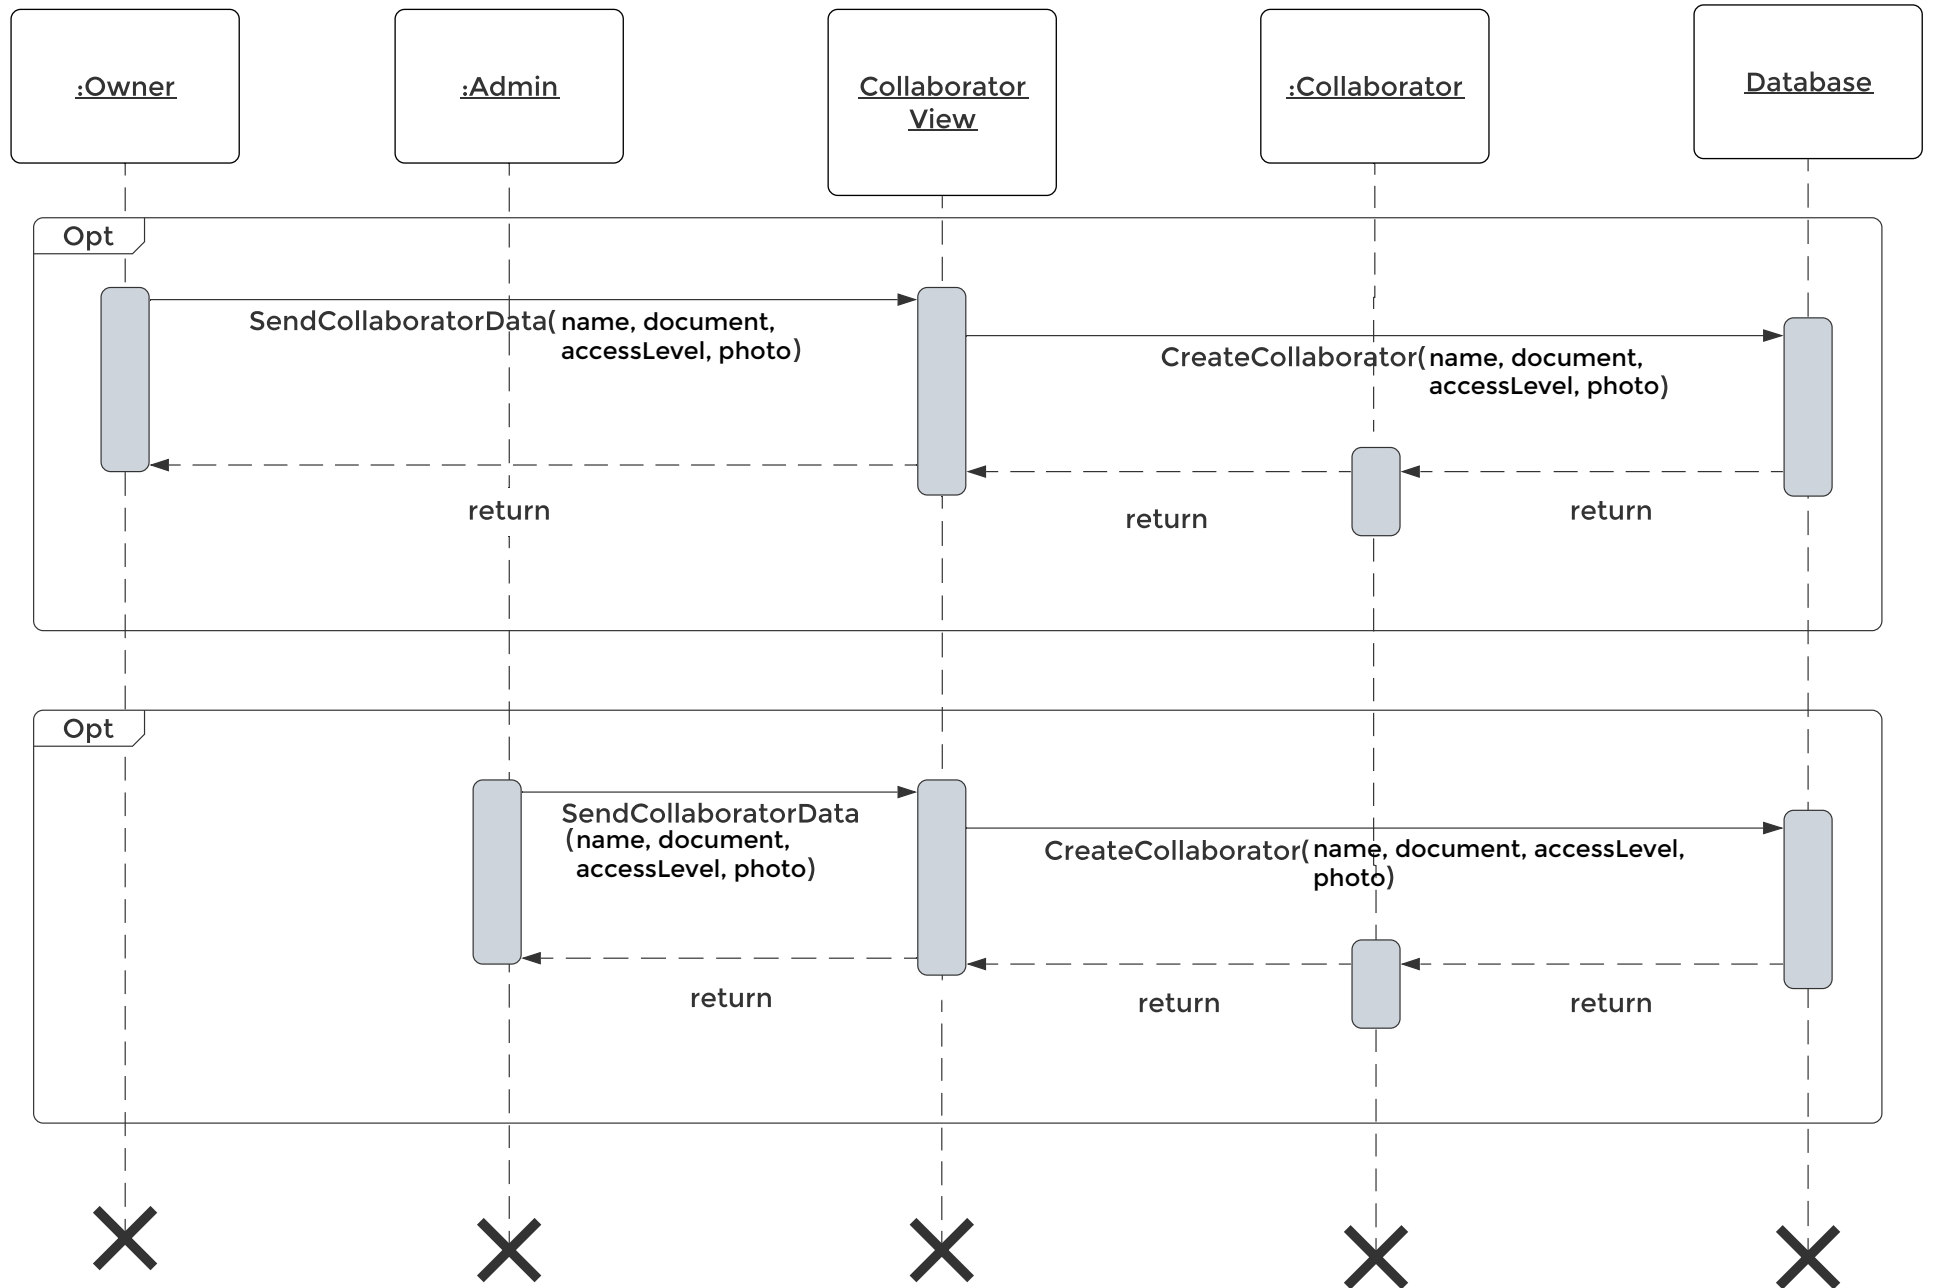 :Owner
:Admin
Collaborator
View
:Collaborator
Database
Opt
SendCollaboratorData(name, document,
accessLevel, photo)
CreateCollaborator(name, document,
accessLevel, photo)
return
return
return
Opt
SendCollaboratorData
(name, document,
accessLevel, photo)
CreateCollaborator(name, document, accessLevel,
photo)
return
return
return